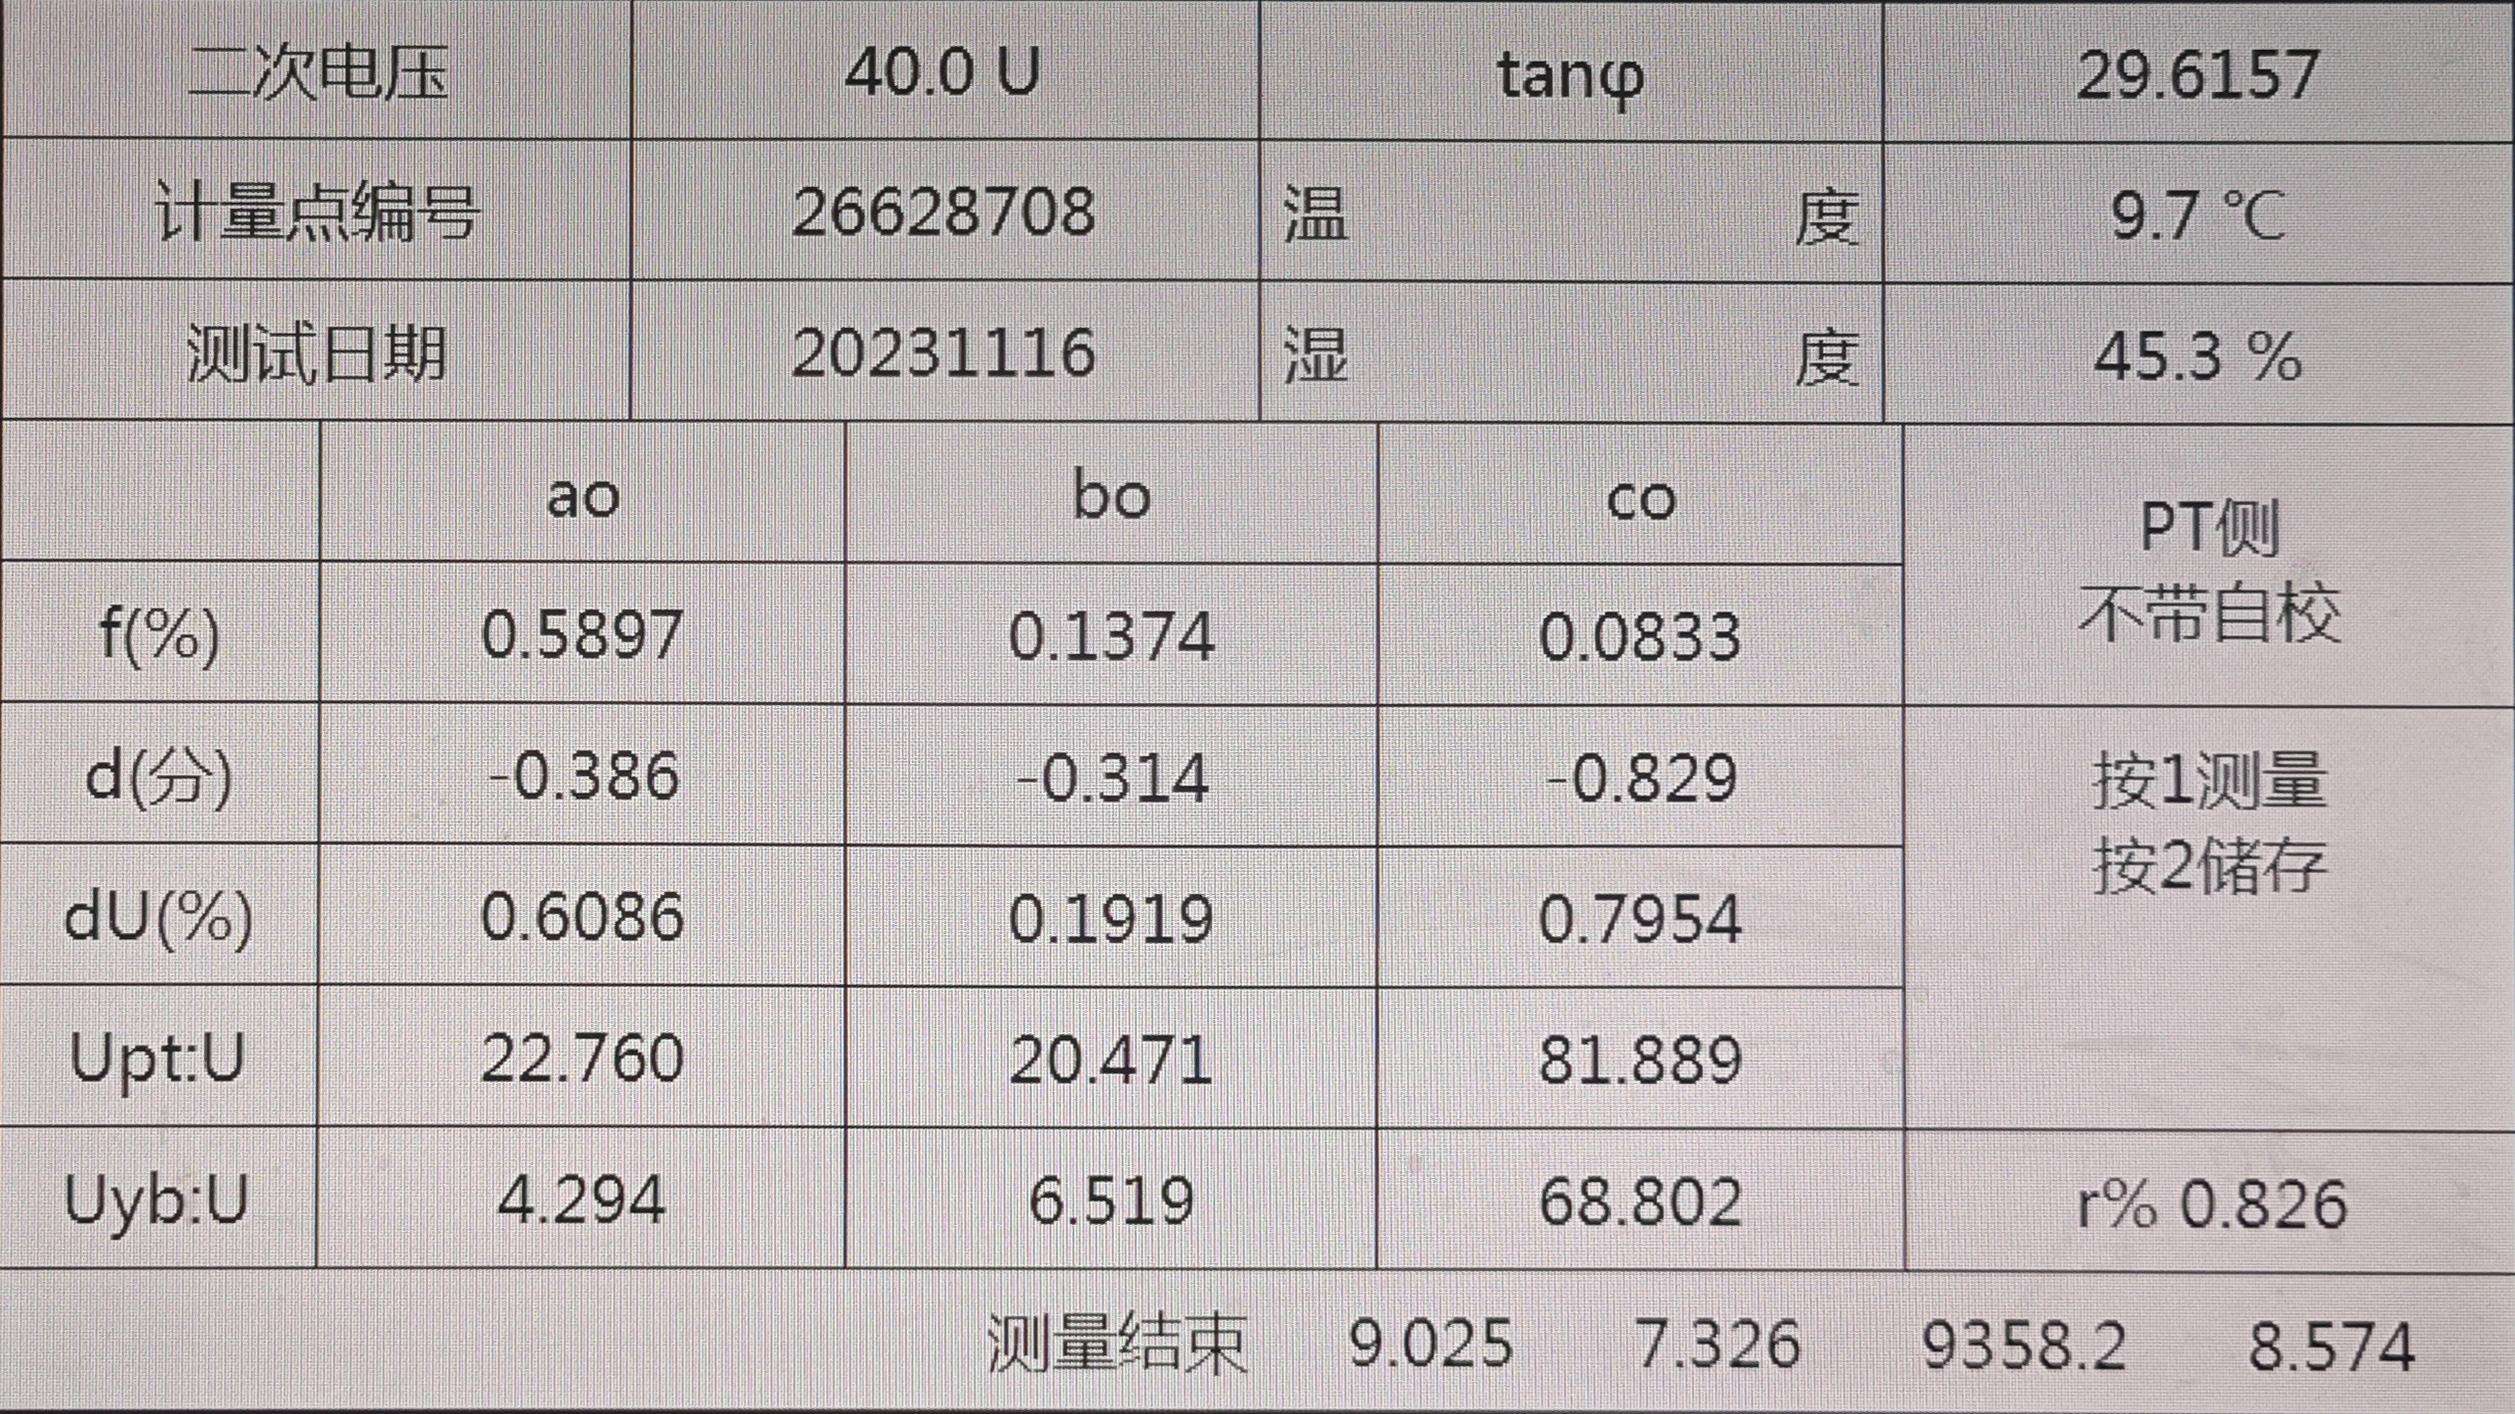 二次电压 40.0 U tanφ 29.6157
计量点编号 26628708 温 度 9.7 ℃
测试日期 20231116 湿 度 45.3 %
ao bo co PT侧
不带自校
f(%) 0.5897 0.1374 0.0833
d(分) -0.386 -0.314 -0.829 按1测量
按2储存
dU(%) 0.6086 0.1919 0.7954
Upt:U 22.760 20.471 81.889
Uyb:U 4.294 6.519 68.802 r% 0.826
测量结束 9.025 7.326 9358.2 8.574